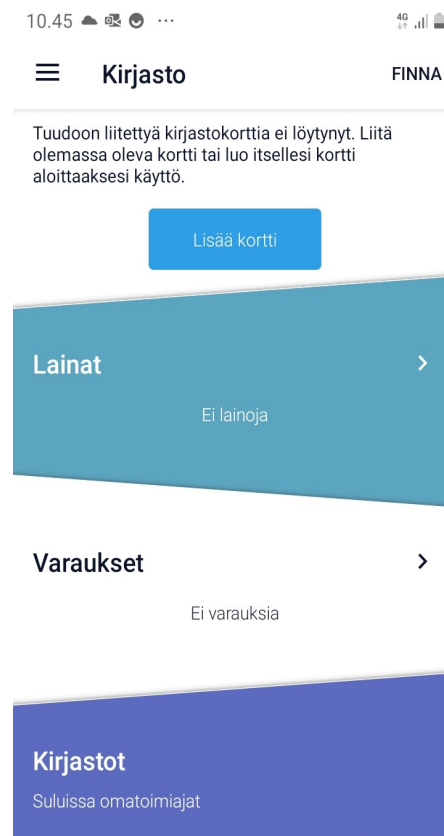 10.45 ...
4G
Kirjasto
FINNA
Tuudoon liitettyä kirjastokorttia ei löytynyt. Liitä
olemassa oleva kortti tai luo itsellesi kortti
aloittaaksesi käyttö.
Lisää kortti
Lainat
Ei lainoja
Varaukset
Ei varauksia
Kirjastot
Suluissa omatoimiajat